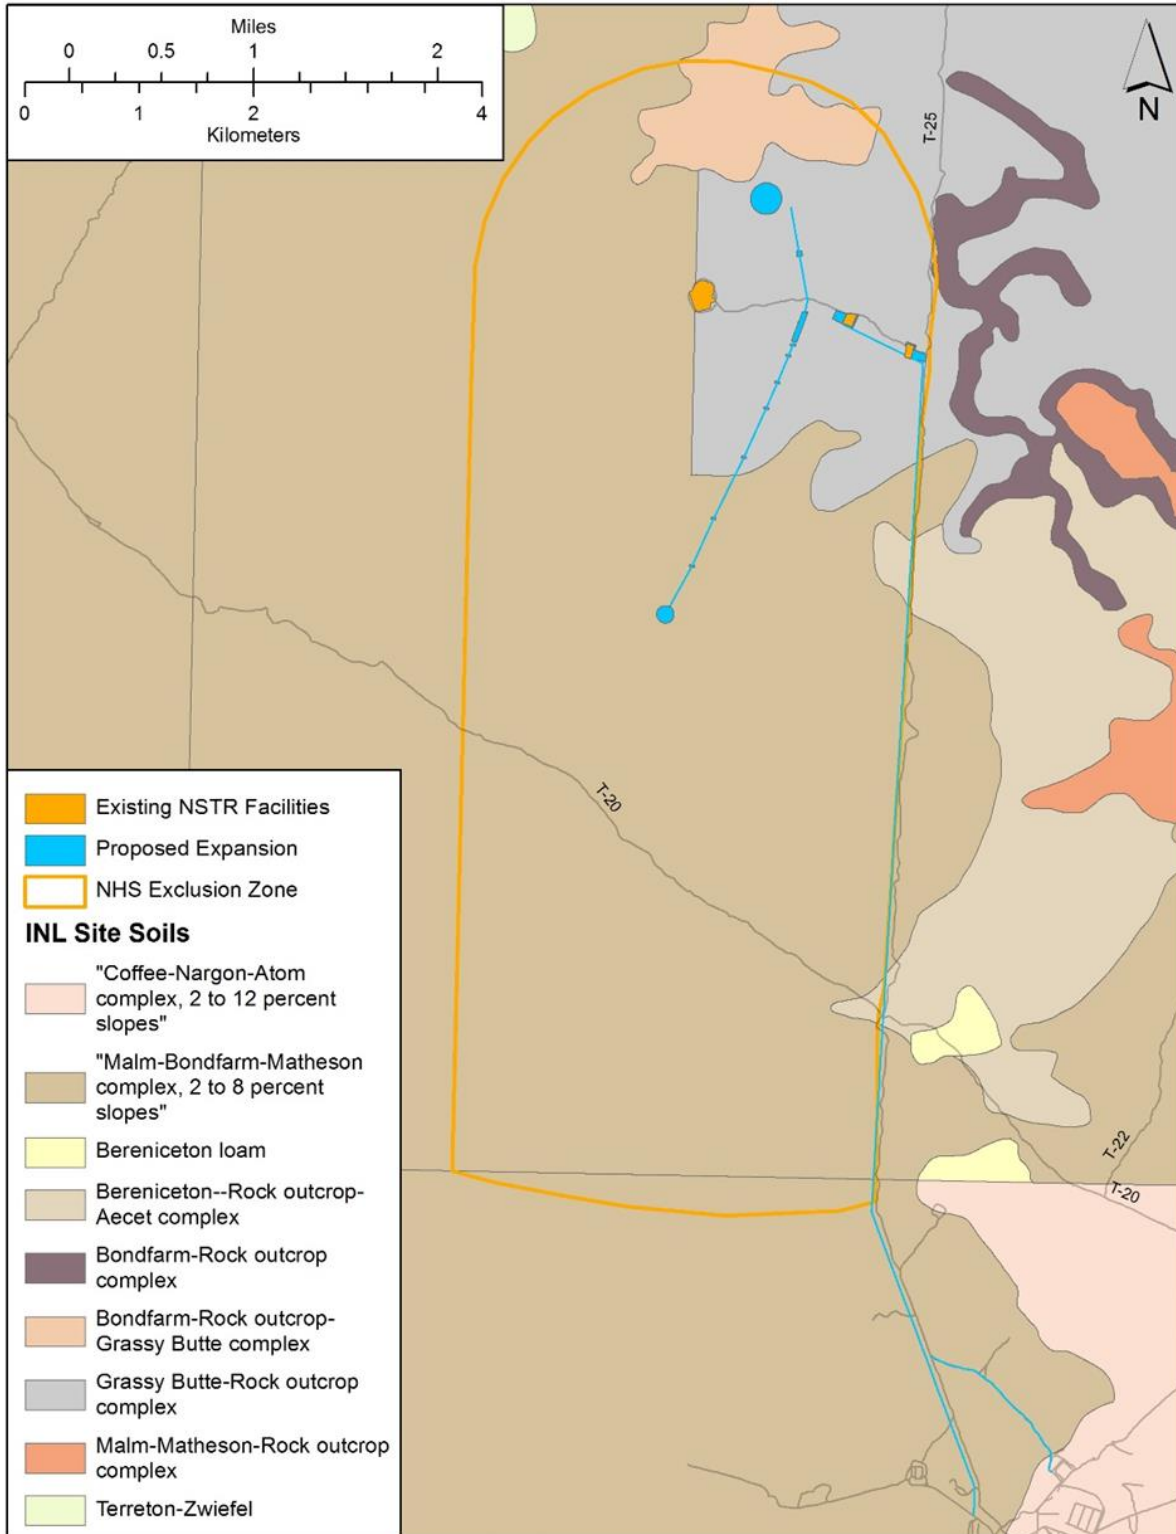 Miles
0 0.5 1 2
0 1 2 4
Kilometers
N
T-25
T-20
T-22
T-20
Existing NSTR Facilities
Proposed Expansion
NHS Exclusion Zone
INL Site Soils
"Coffee-Nargon-Atom
complex, 2 to 12 percent
slopes"
"Malm-Bondfarm-Matheson
complex, 2 to 8 percent
slopes"
Bereniceton loam
Bereniceton--Rock outcrop-
Aecet complex
Bondfarm-Rock outcrop
complex
Bondfarm-Rock outcrop-
Grassy Butte complex
Grassy Butte-Rock outcrop
complex
Malm-Matheson-Rock outcrop
complex
Terreton-Zwiefel